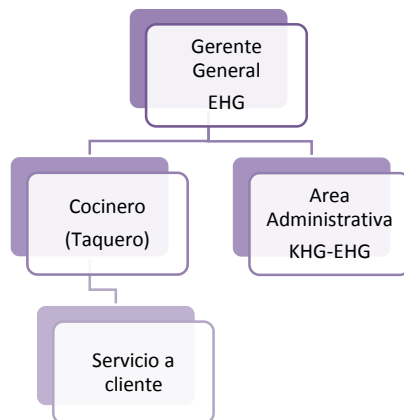 Gerente
General
EHG
Cocinero
(Taquero)
Area
Administrativa
KHG-EHG
Servicio a
cliente